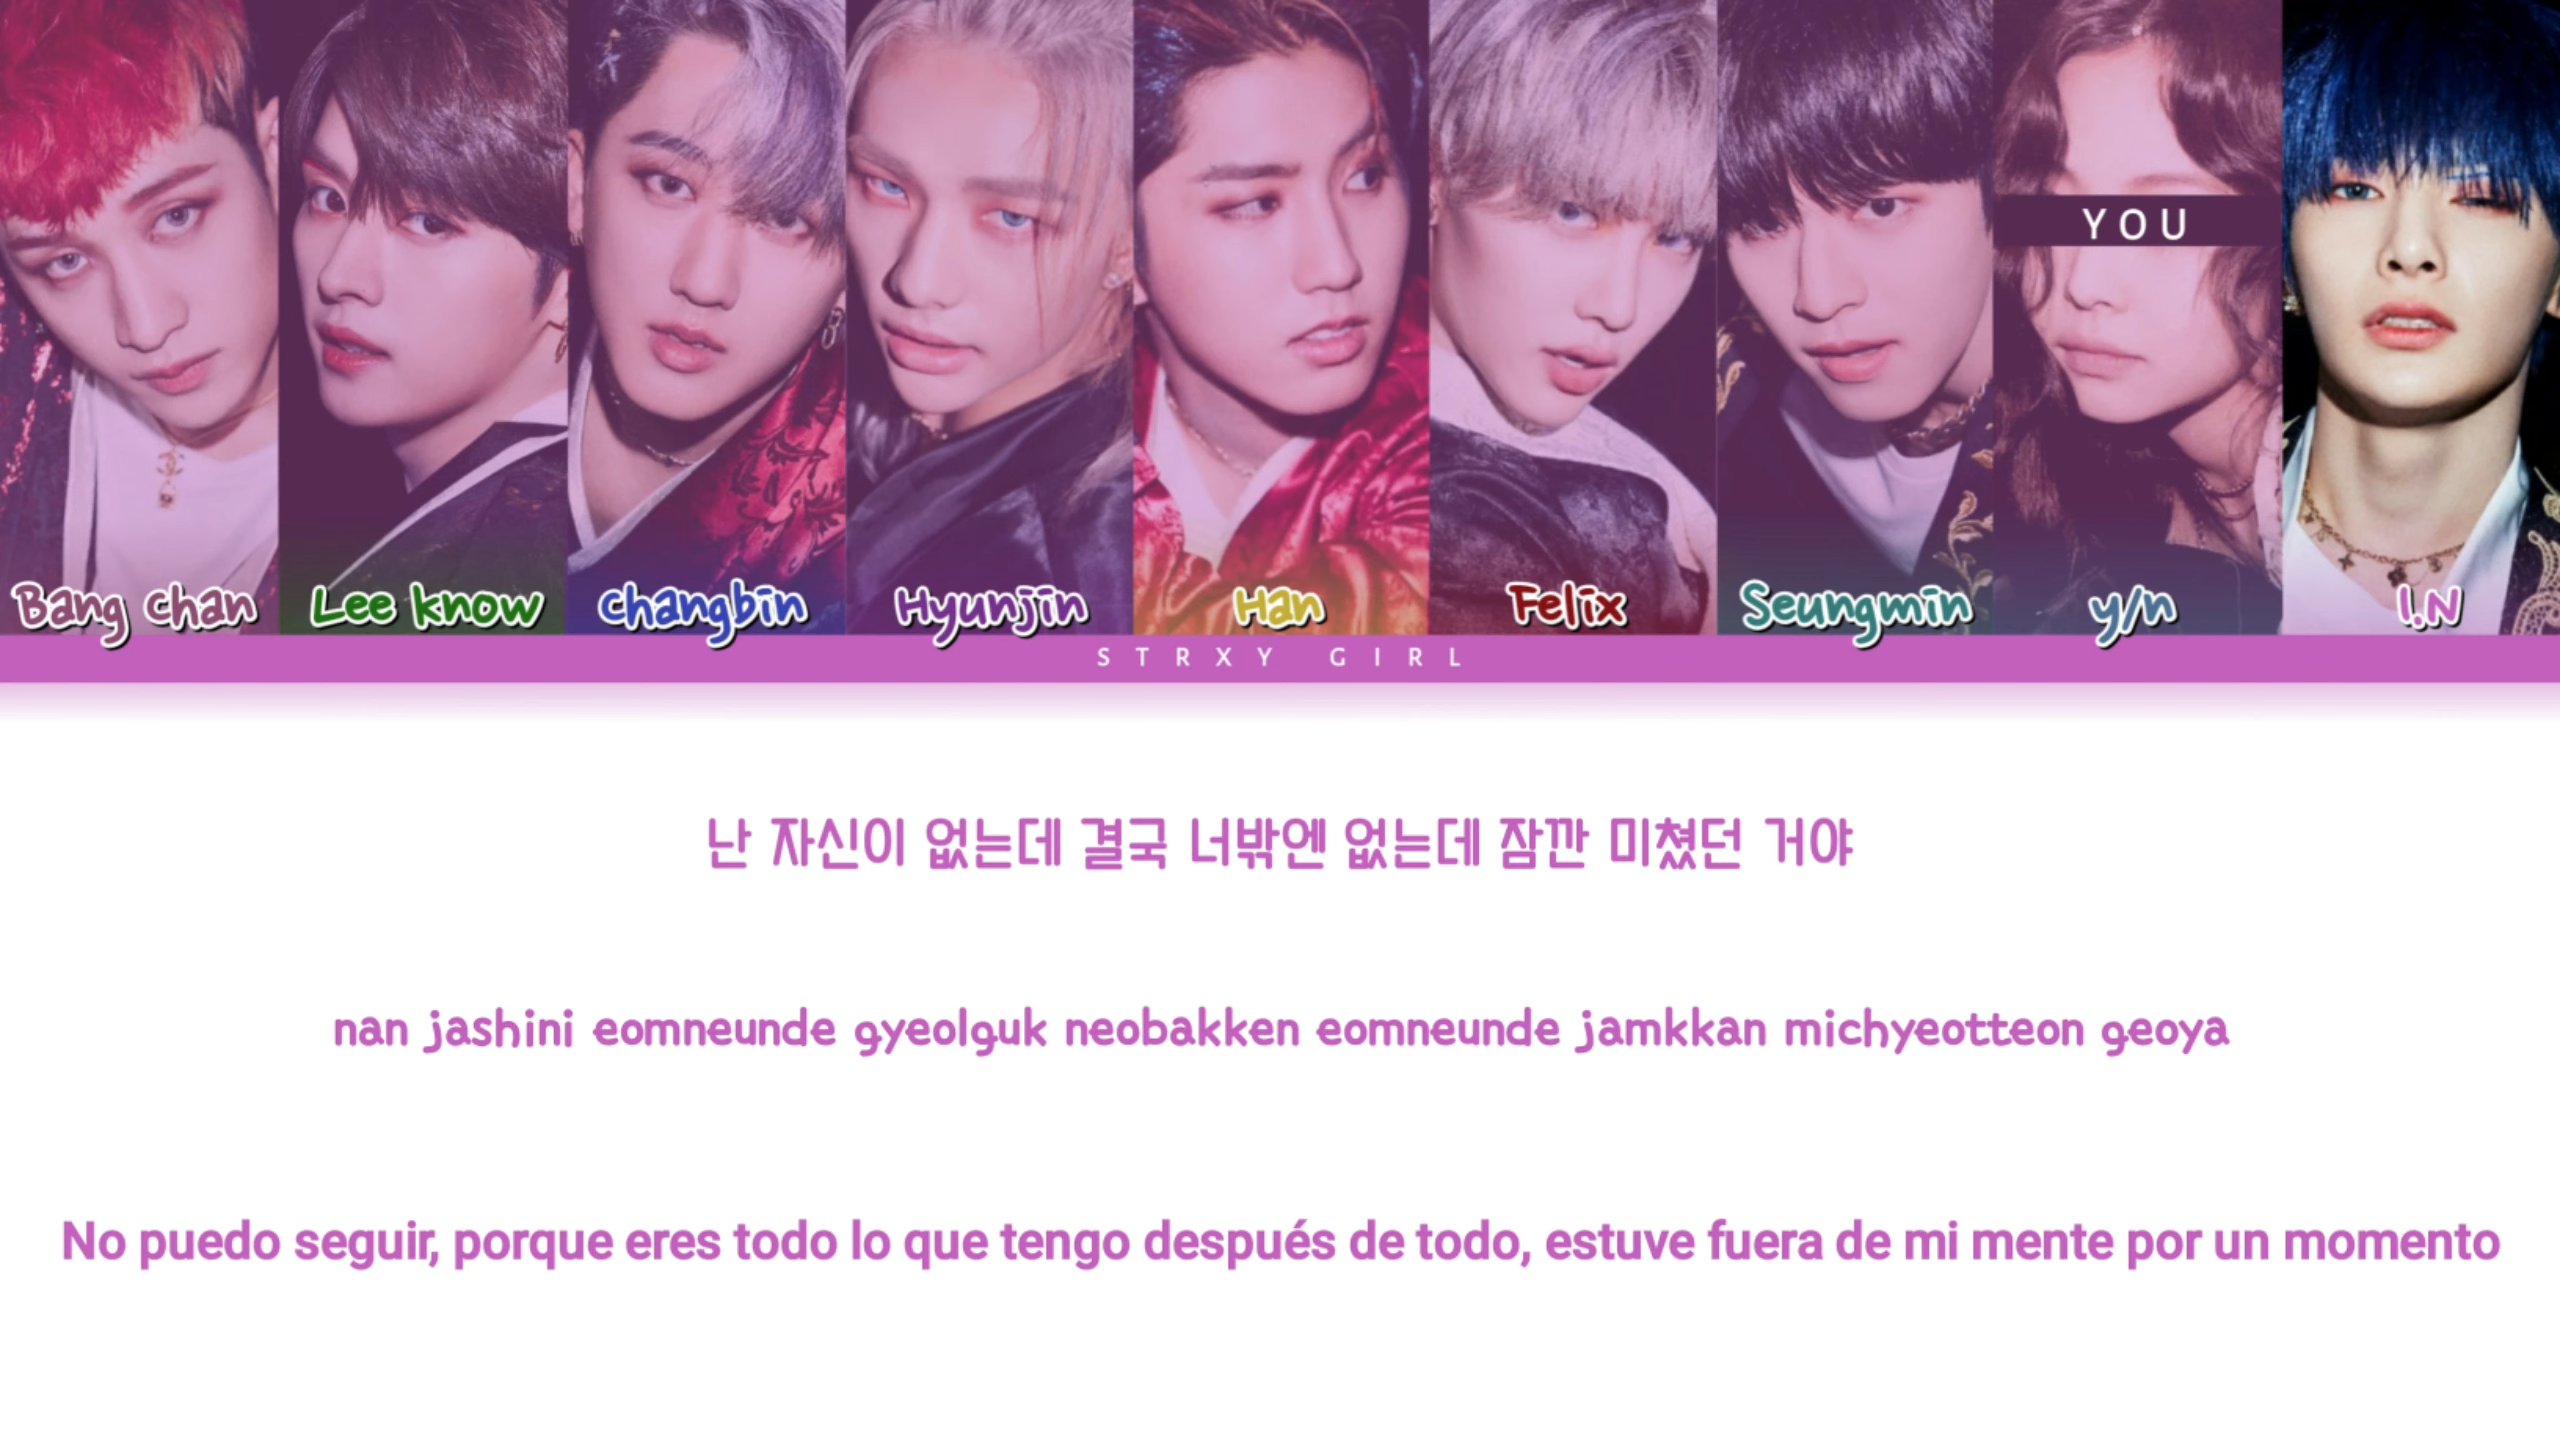 YOU
Bang chan Lee know changbin Hyunjin Han Felix Seungmin y/n I.N
STRXY GIRL
난 자신이 없는데 결국 너밖엔 없는데 잠깐 미쳤던 거야
nan jashini eomneunde gyeolguk neobakken eomneunde jamkkan michyeotteon geoya
No puedo seguir, porque eres todo lo que tengo después de todo, estuve fuera de mi mente por un momento